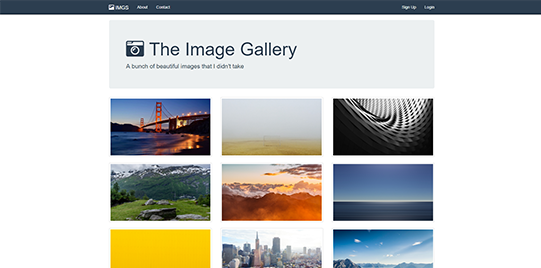 IMGS About Contact Sign Up Login
The Image Gallery
A bunch of beautiful images that I didn't take